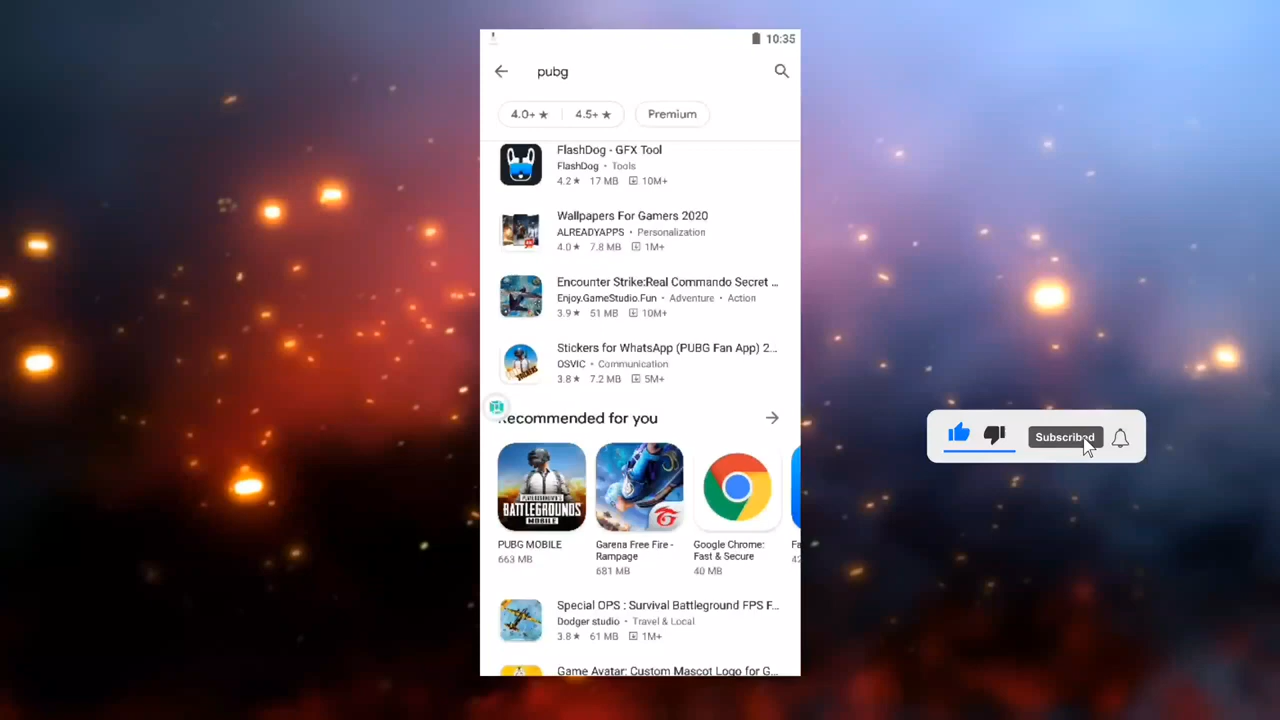 10:35
pubg
4.0+ ★ 4.5+ ★ Premium
FlashDog - GFX Tool
FlashDog • Tools
4.2★ 17 MB 10M+
Wallpapers For Gamers 2020
ALREADYAPPS • Personalization
4.0★ 7.8 MB 1M+
Encounter Strike:Real Commando Secret ...
Enjoy.GameStudio.Fun • Adventure • Action
3.9★ 51 MB 10M+
Stickers for WhatsApp (PUBG Fan App) 2...
OSVIC • Communication
3.8★ 7.2 MB 5M+
ecommended for you
Subscribed
PLAYERUNKNOWN'S
BATTLEGROUNDS
MOBILE
PUBG MOBILE
663 MB
Garena Free Fire -
Rampage
681 MB
Google Chrome:
Fast & Secure
40 MB
Fa
42
Special OPS : Survival Battleground FPS F...
Dodger studio • Travel & Local
3.8★ 61 MB 1M+
Game Avatar: Custom Mascot Logo for G...